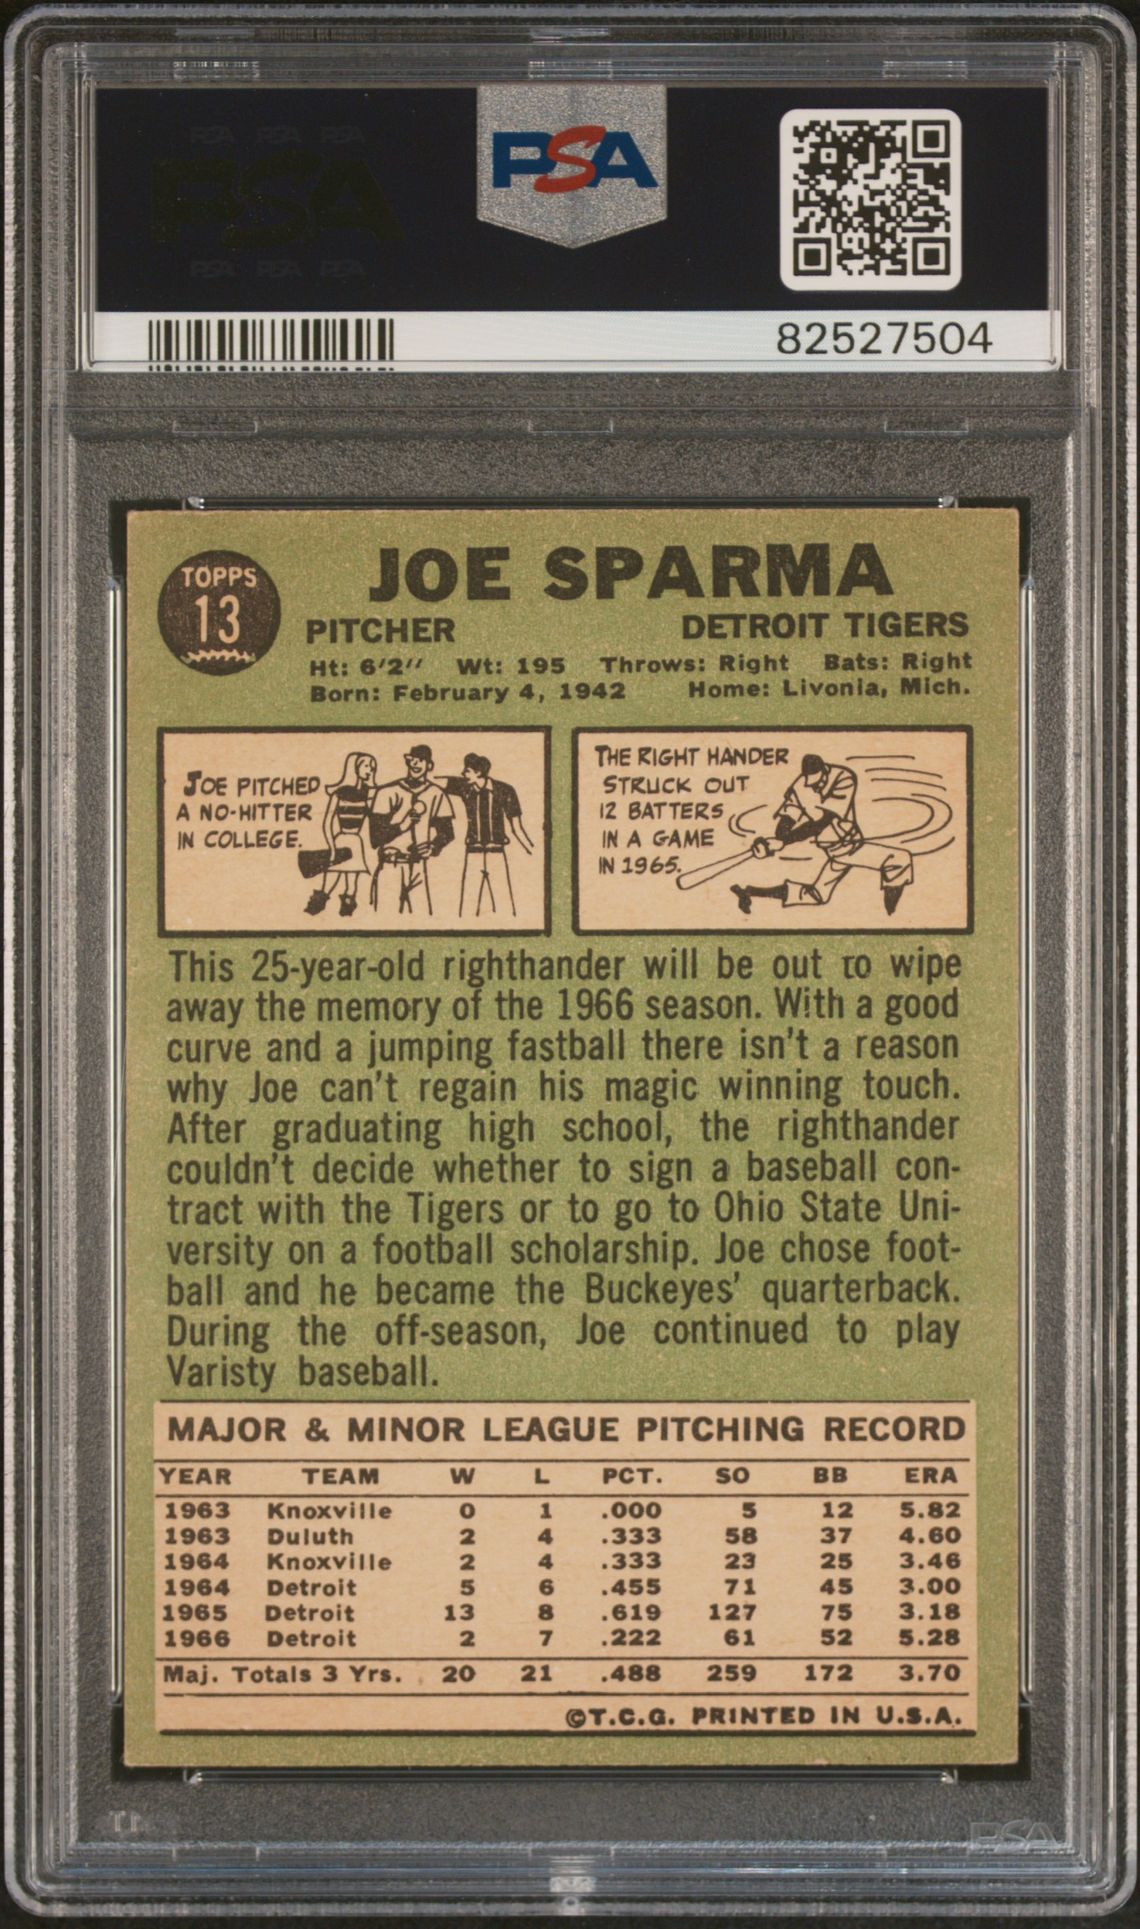 PSA
82527504
TOPPS
13
JOE SPARMA
PITCHER DETROIT TIGERS
Ht: 6'2" Wt: 195 Throws: Right Bats: Right
Born: February 4, 1942 Home: Livonia, Mich.
JOE PITCHED
A NO-HITTER
IN COLLEGE.
THE RIGHT HANDER
STRUCK OUT
12 BATTERS
IN A GAME
IN 1965.
This 25-year-old righthander will be out to wipe
away the memory of the 1966 season. With a good
curve and a jumping fastball there isn't a reason
why Joe can't regain his magic winning touch.
After graduating high school, the righthander
couldn't decide whether to sign a baseball con-
tract with the Tigers or to go to Ohio State Uni-
versity on a football scholarship. Joe chose foot-
ball and he became the Buckeyes' quarterback.
During the off-season, Joe continued to play
Varisty baseball.
MAJOR & MINOR LEAGUE PITCHING RECORD
YEAR TEAM W L PCT. SO BB ERA
1963 Knoxville 0 1 .000 5 12 5.82
1963 Duluth 2 4 .333 58 37 4.60
1964 Knoxville 2 4 .333 23 25 3.46
1964 Detroit 5 6 .455 71 45 3.00
1965 Detroit 13 8 .619 127 75 3.18
1966 Detroit 2 7 .222 61 52 5.28
Maj. Totals 3 Yrs. 20 21 .488 259 172 3.70
©T.C.G. PRINTED IN U.S.A.
PSA